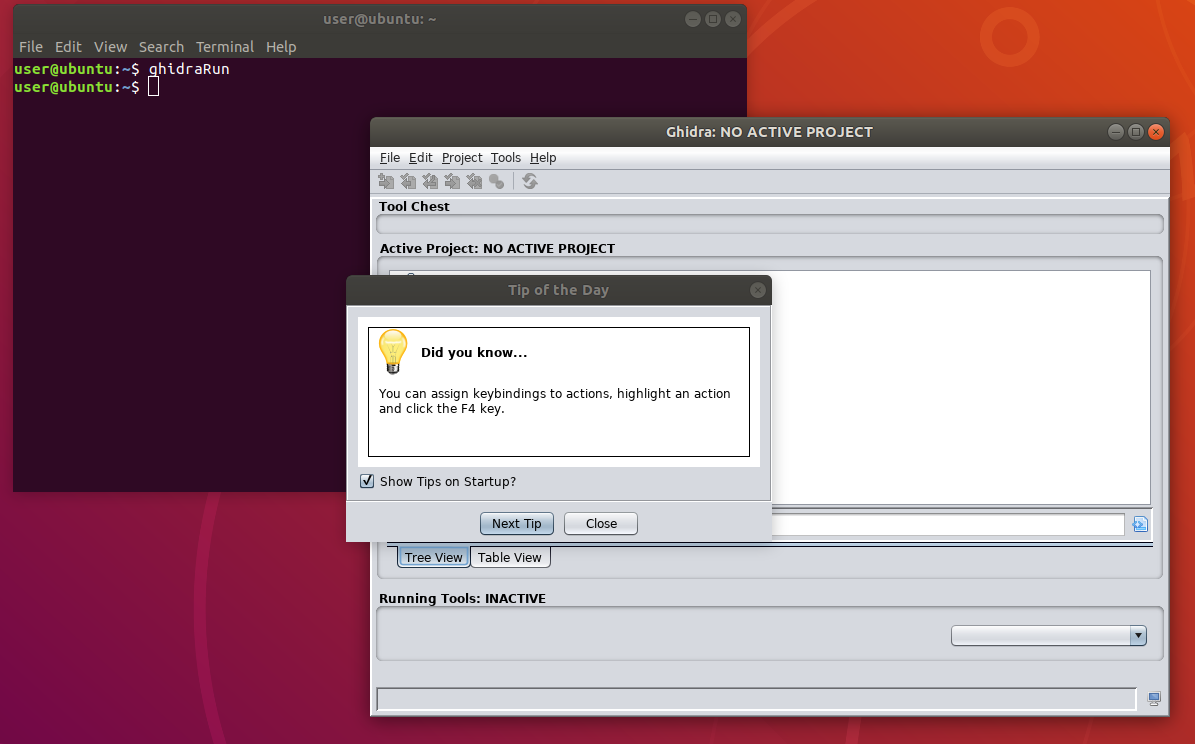 user@ubuntu: ~
File Edit View Search Terminal Help
user@ubuntu:~$ ghidraRun
user@ubuntu:~$
Ghidra: NO ACTIVE PROJECT
File Edit Project Tools Help
Tool Chest
Active Project: NO ACTIVE PROJECT
Tip of the Day
Did you know...
You can assign keybindings to actions, highlight an action
and click the F4 key.
Show Tips on Startup?
Next Tip Close
Tree View Table View
Running Tools: INACTIVE